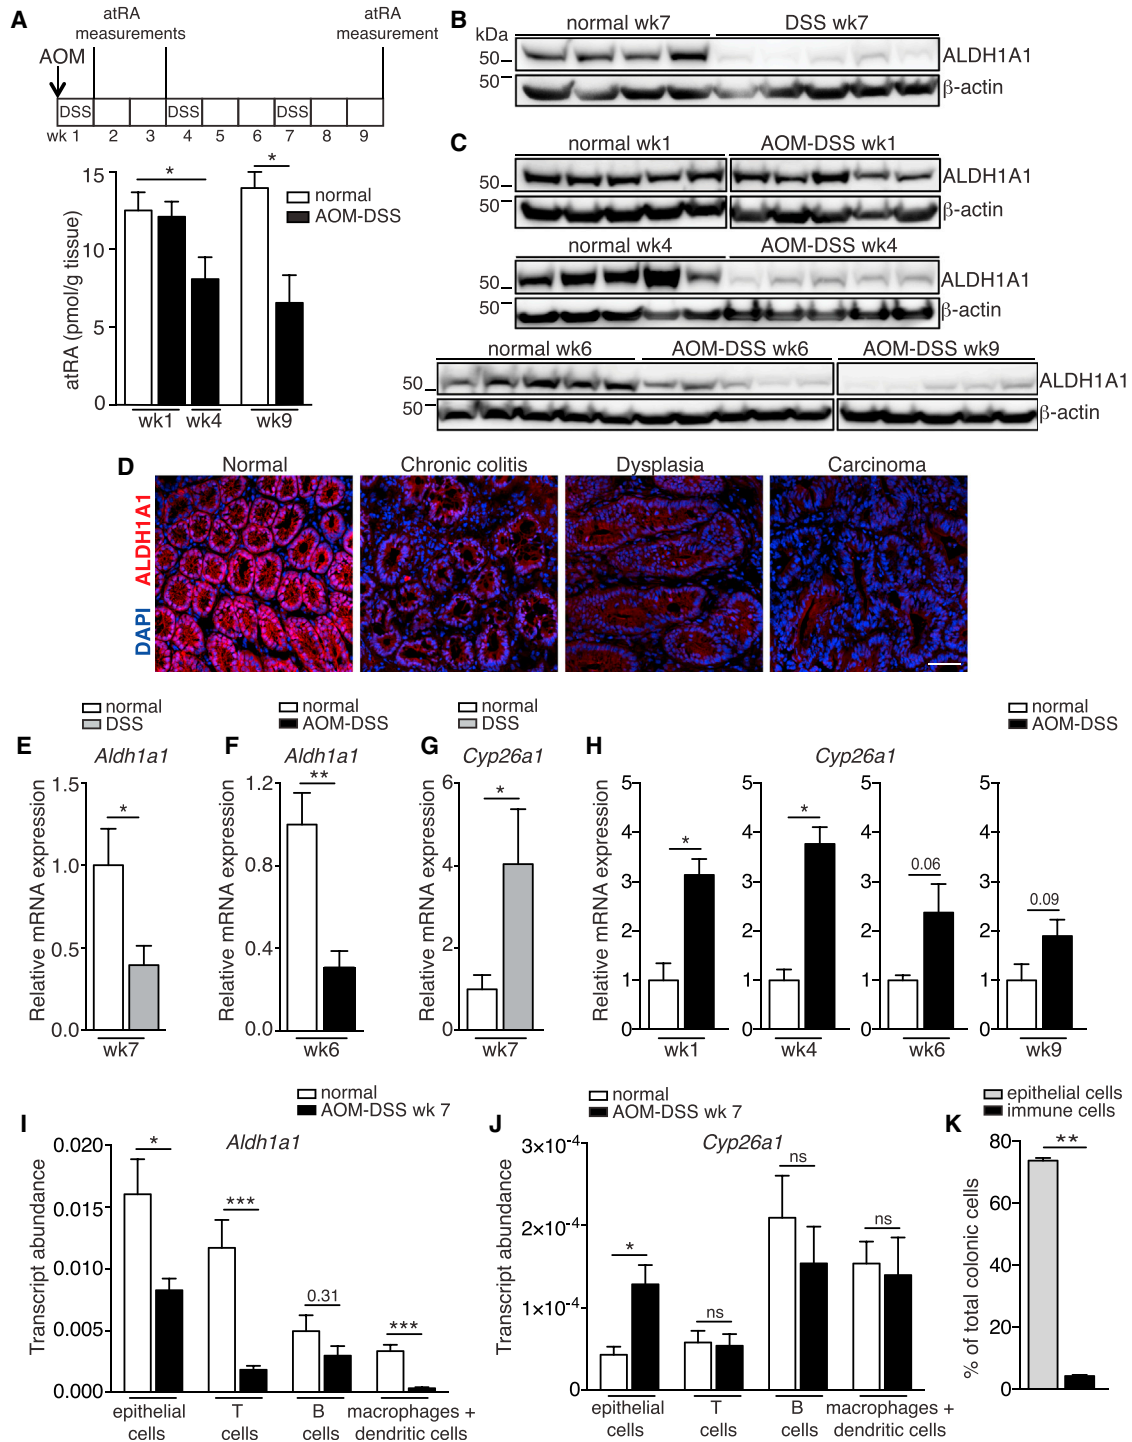 A
atRA
measurements
atRA
measurement
AOM
DSS
DSS
DSS
wk 1 2 3 4 5 6 7 8 9
*
*
normal
AOM-DSS
atRA (pmol/g tissue)
15
10
5
0
wk1 wk4 wk9
B
kDa
normal wk7
DSS wk7
50
ALDH1A1
50
β-actin
C
normal wk1
AOM-DSS wk1
50
ALDH1A1
50
β-actin
normal wk4
AOM-DSS wk4
50
ALDH1A1
50
β-actin
normal wk6
AOM-DSS wk6
AOM-DSS wk9
50
ALDH1A1
50
β-actin
D
Normal
Chronic colitis
Dysplasia
Carcinoma
DAPI ALDH1A1
E
normal
DSS
Aldh1a1
Relative mRNA expression
1.5
1.0
0.5
0.0
*
wk7
F
normal
AOM-DSS
Aldh1a1
Relative mRNA expression
1.2
0.8
0.4
0.0
**
wk6
G
normal
DSS
Cyp26a1
Relative mRNA expression
6
4
2
0
*
wk7
H
normal
AOM-DSS
Cyp26a1
Relative mRNA expression
5
4
3
2
1
0
*
wk1
5
4
3
2
1
0
*
wk4
5
4
3
2
1
0
0.06
wk6
5
4
3
2
1
0
0.09
wk9
I
normal
AOM-DSS wk 7
Aldh1a1
Transcript abundance
0.020
0.015
0.010
0.005
0.000
*
***
0.31
***
epithelial
cells
T
cells
B
cells
macrophages +
dendritic cells
J
normal
AOM-DSS wk 7
Cyp26a1
Transcript abundance
3×10-4
2×10-4
1×10-4
0
*
ns
ns
ns
epithelial
cells
T
cells
B
cells
macrophages +
dendritic cells
K
epithelial cells
immune cells
% of total colonic cells
80
60
40
20
0
**